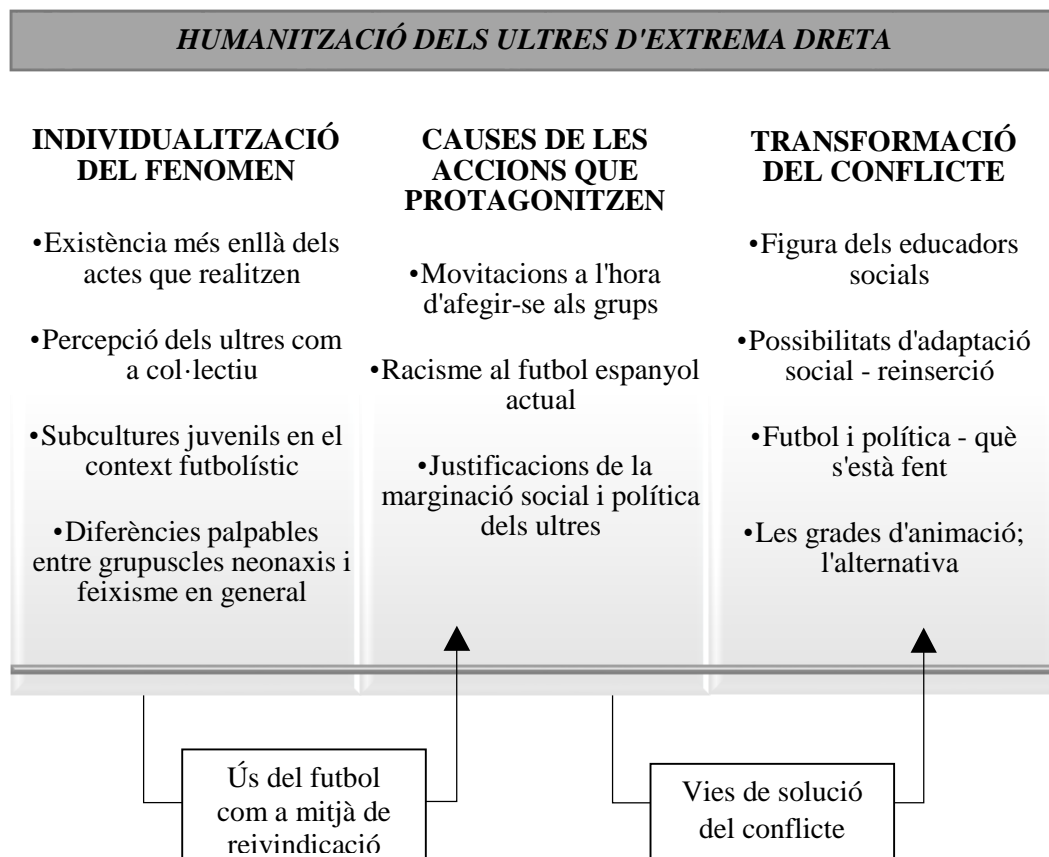 HUMANITZACIÓ DELS ULTRES D'EXTREMA DRETA
INDIVIDUALITZACIÓ
DEL FENOMEN
•Existència més enllà dels
actes que realitzen
•Percepció dels ultres com
a col·lectiu
•Subcultures juvenils en el
context futbolístic
•Diferències palpables
entre grupuscles neonaxis i
feixisme en general
CAUSES DE LES
ACCIONS QUE
PROTAGONITZEN
•Movitacions a l'hora
d'afegir-se als grups
•Racisme al futbol espanyol
actual
•Justificacions de la
marginació social i política
dels ultres
TRANSFORMACIÓ
DEL CONFLICTE
•Figura dels educadors
socials
•Possibilitats d'adaptació
social - reinserció
•Futbol i política - què
s'està fent
•Les grades d'animació;
l'alternativa
Ús del futbol
com a mitjà de
reivindicació
Vies de solució
del conflicte